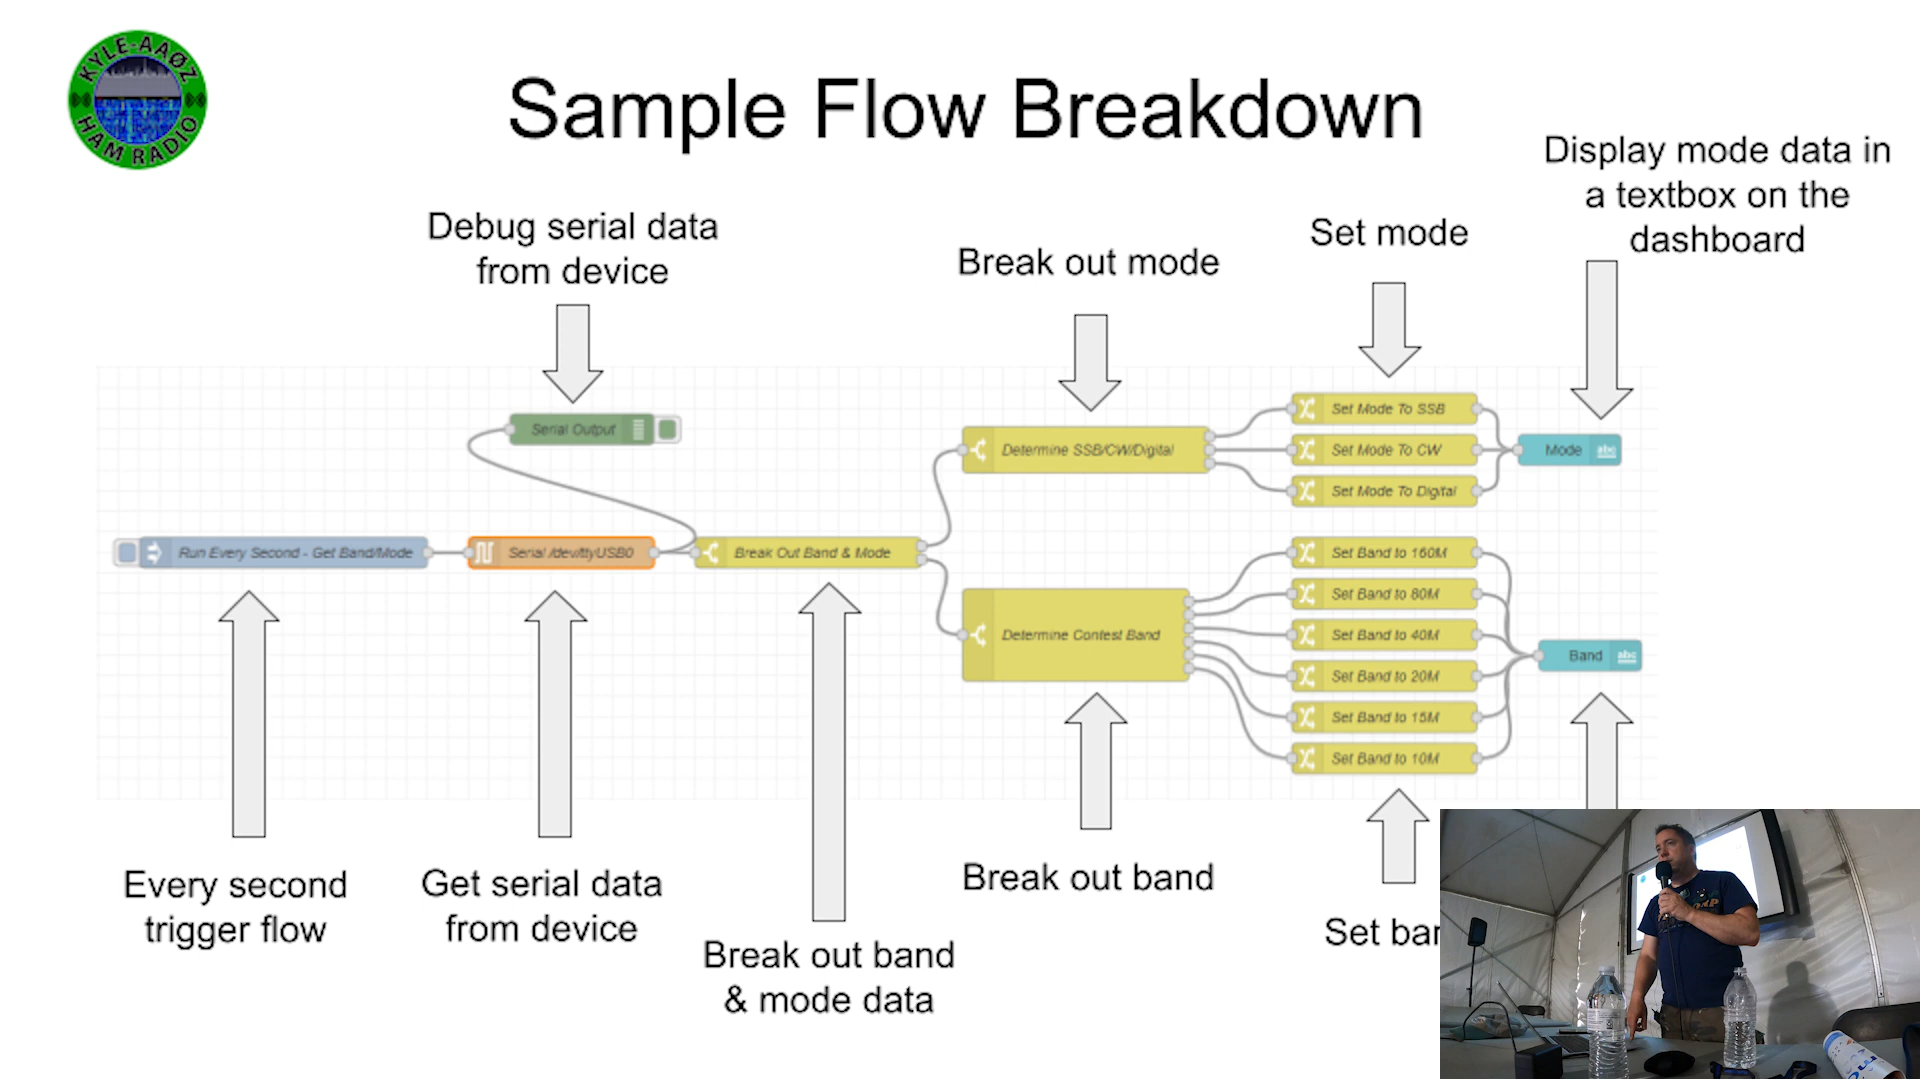 KYLE-AAØZ
HAM RADIO
Sample Flow Breakdown
Display mode data in
a textbox on the
dashboard
Debug serial data
from device
Break out mode
Set mode
Serial Output
Determine SSB/CW/Digital
Set Mode To SSB
Set Mode To CW
Set Mode To Digital
Mode
abc
Run Every Second - Get Band/Mode
Serial /dev/ttyUSB0
Break Out Band & Mode
Determine Contest Band
Set Band to 160M
Set Band to 80M
Set Band to 40M
Set Band to 20M
Set Band to 15M
Set Band to 10M
Band
abc
Every second
trigger flow
Get serial data
from device
Break out band
& mode data
Break out band
Set ban